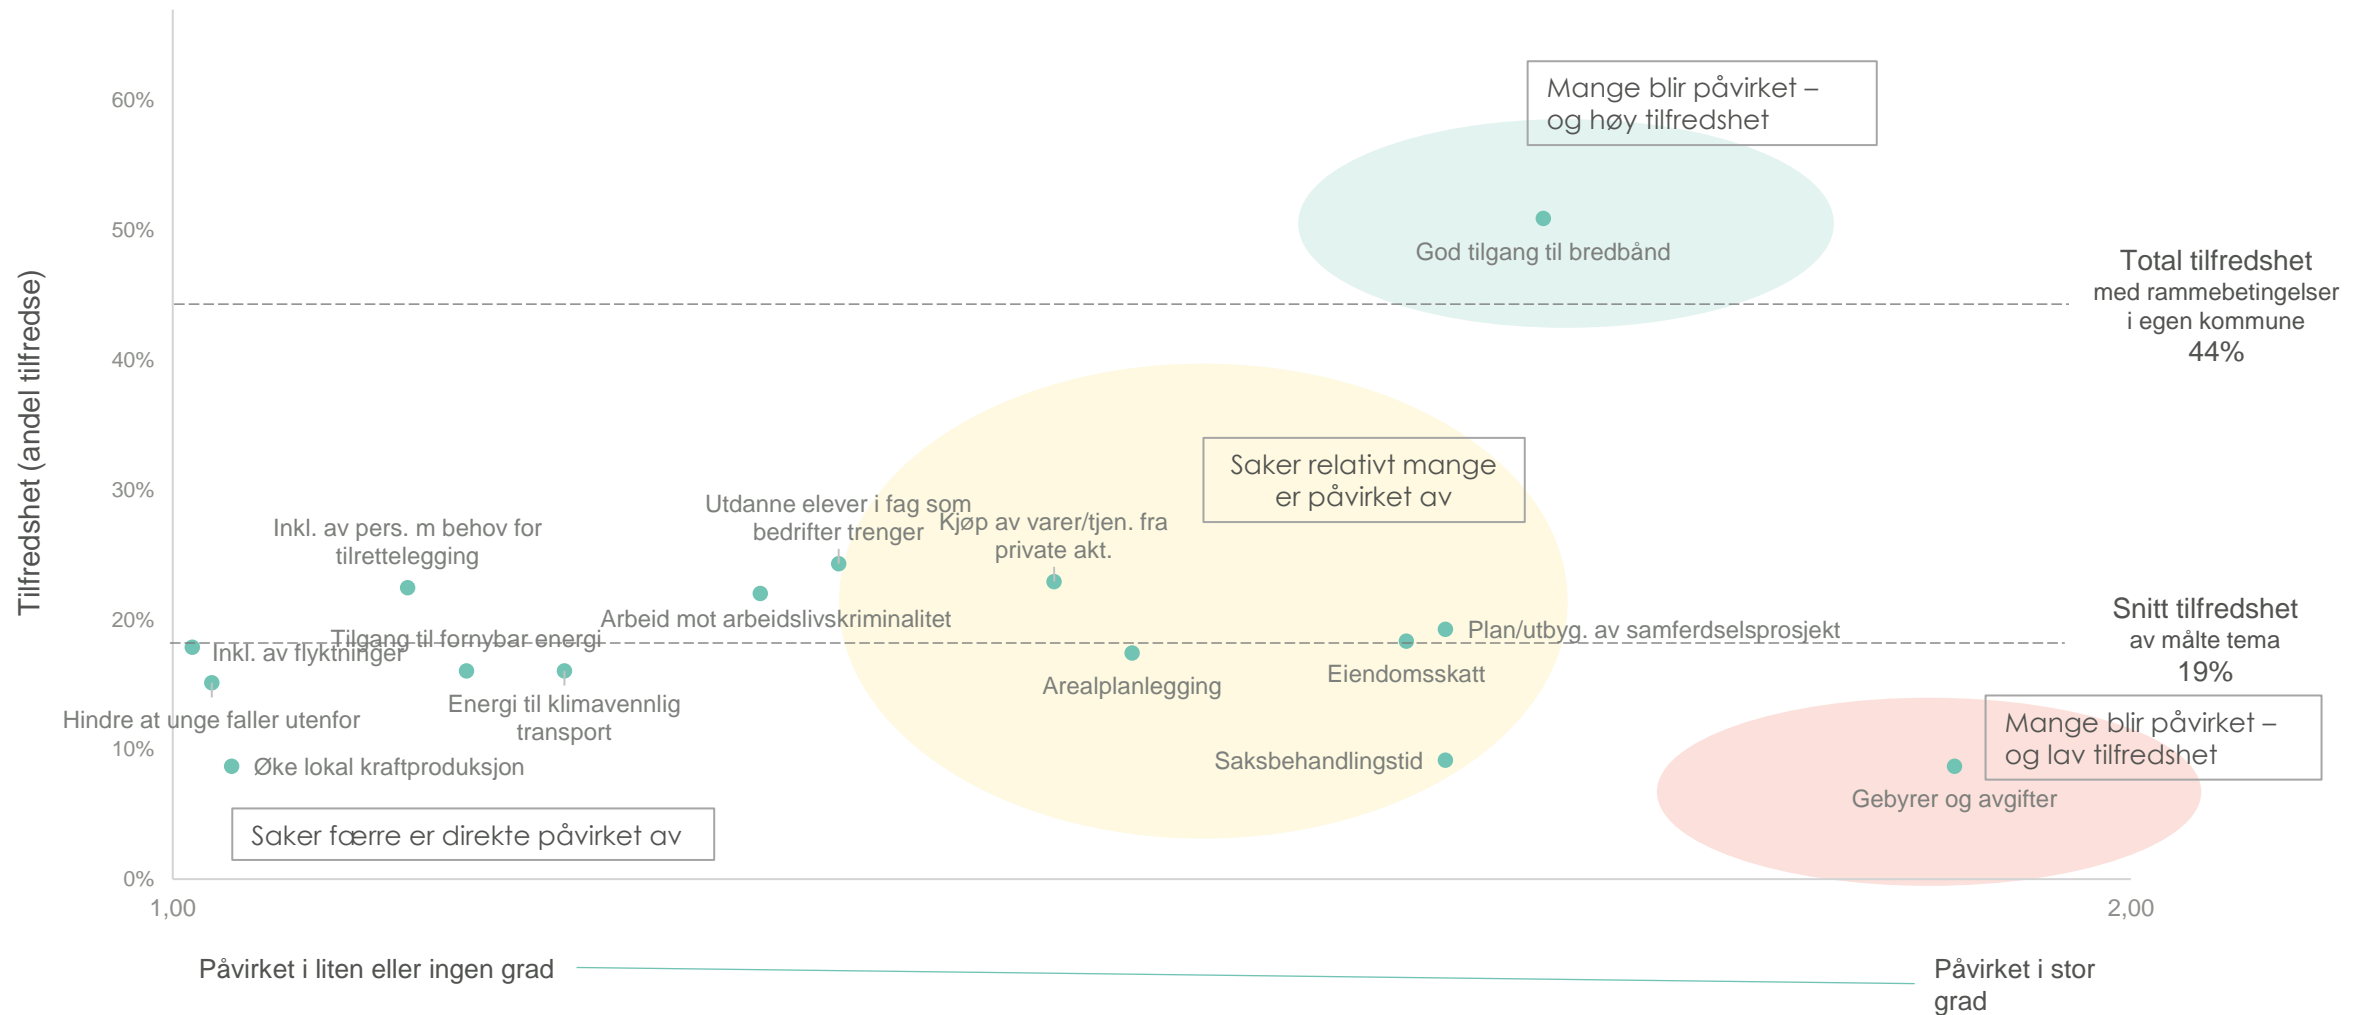 Tilfredshet (andel tilfredse)
60%
50%
40%
30%
20%
10%
0%
1,00
2,00
Mange blir påvirket –
og høy tilfredshet
God tilgang til bredbånd
Total tilfredshet
med rammebetingelser
i egen kommune
44%
Saker relativt mange
er påvirket av
Utdanne elever i fag som
bedrifter trenger
Kjøp av varer/tjen. fra
private akt.
Inkl. av pers. m behov for
tilrettelegging
Arbeid mot arbeidslivskriminalitet
Tilgang til fornybar energi
Inkl. av flyktninger
Plan/utbyg. av samferdselsprosjekt
Eiendomsskatt
Arealplanlegging
Snitt tilfredshet
av målte tema
19%
Hindre at unge faller utenfor
Energi til klimavennlig
transport
Øke lokal kraftproduksjon
Saksbehandlingstid
Mange blir påvirket –
og lav tilfredshet
Gebyrer og avgifter
Saker færre er direkte påvirket av
Påvirket i liten eller ingen grad
Påvirket i stor
grad